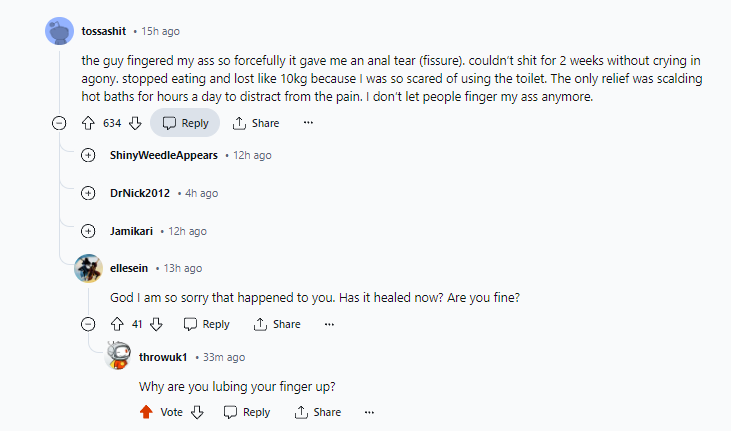 tossashit • 15h ago
the guy fingered my ass so forcefully it gave me an anal tear (fissure). couldn't shit for 2 weeks without crying in
agony. stopped eating and lost like 10kg because I was so scared of using the toilet. The only relief was scalding
hot baths for hours a day to distract from the pain. I don't let people finger my ass anymore.
634 Reply Share ...
ShinyWeedleAppears • 12h ago
DrNick2012 • 4h ago
Jamikari • 12h ago
ellesein • 13h ago
God I am so sorry that happened to you. Has it healed now? Are you fine?
41 Reply Share ...
throwuk1 • 33m ago
Why are you lubing your finger up?
Vote Reply Share ...